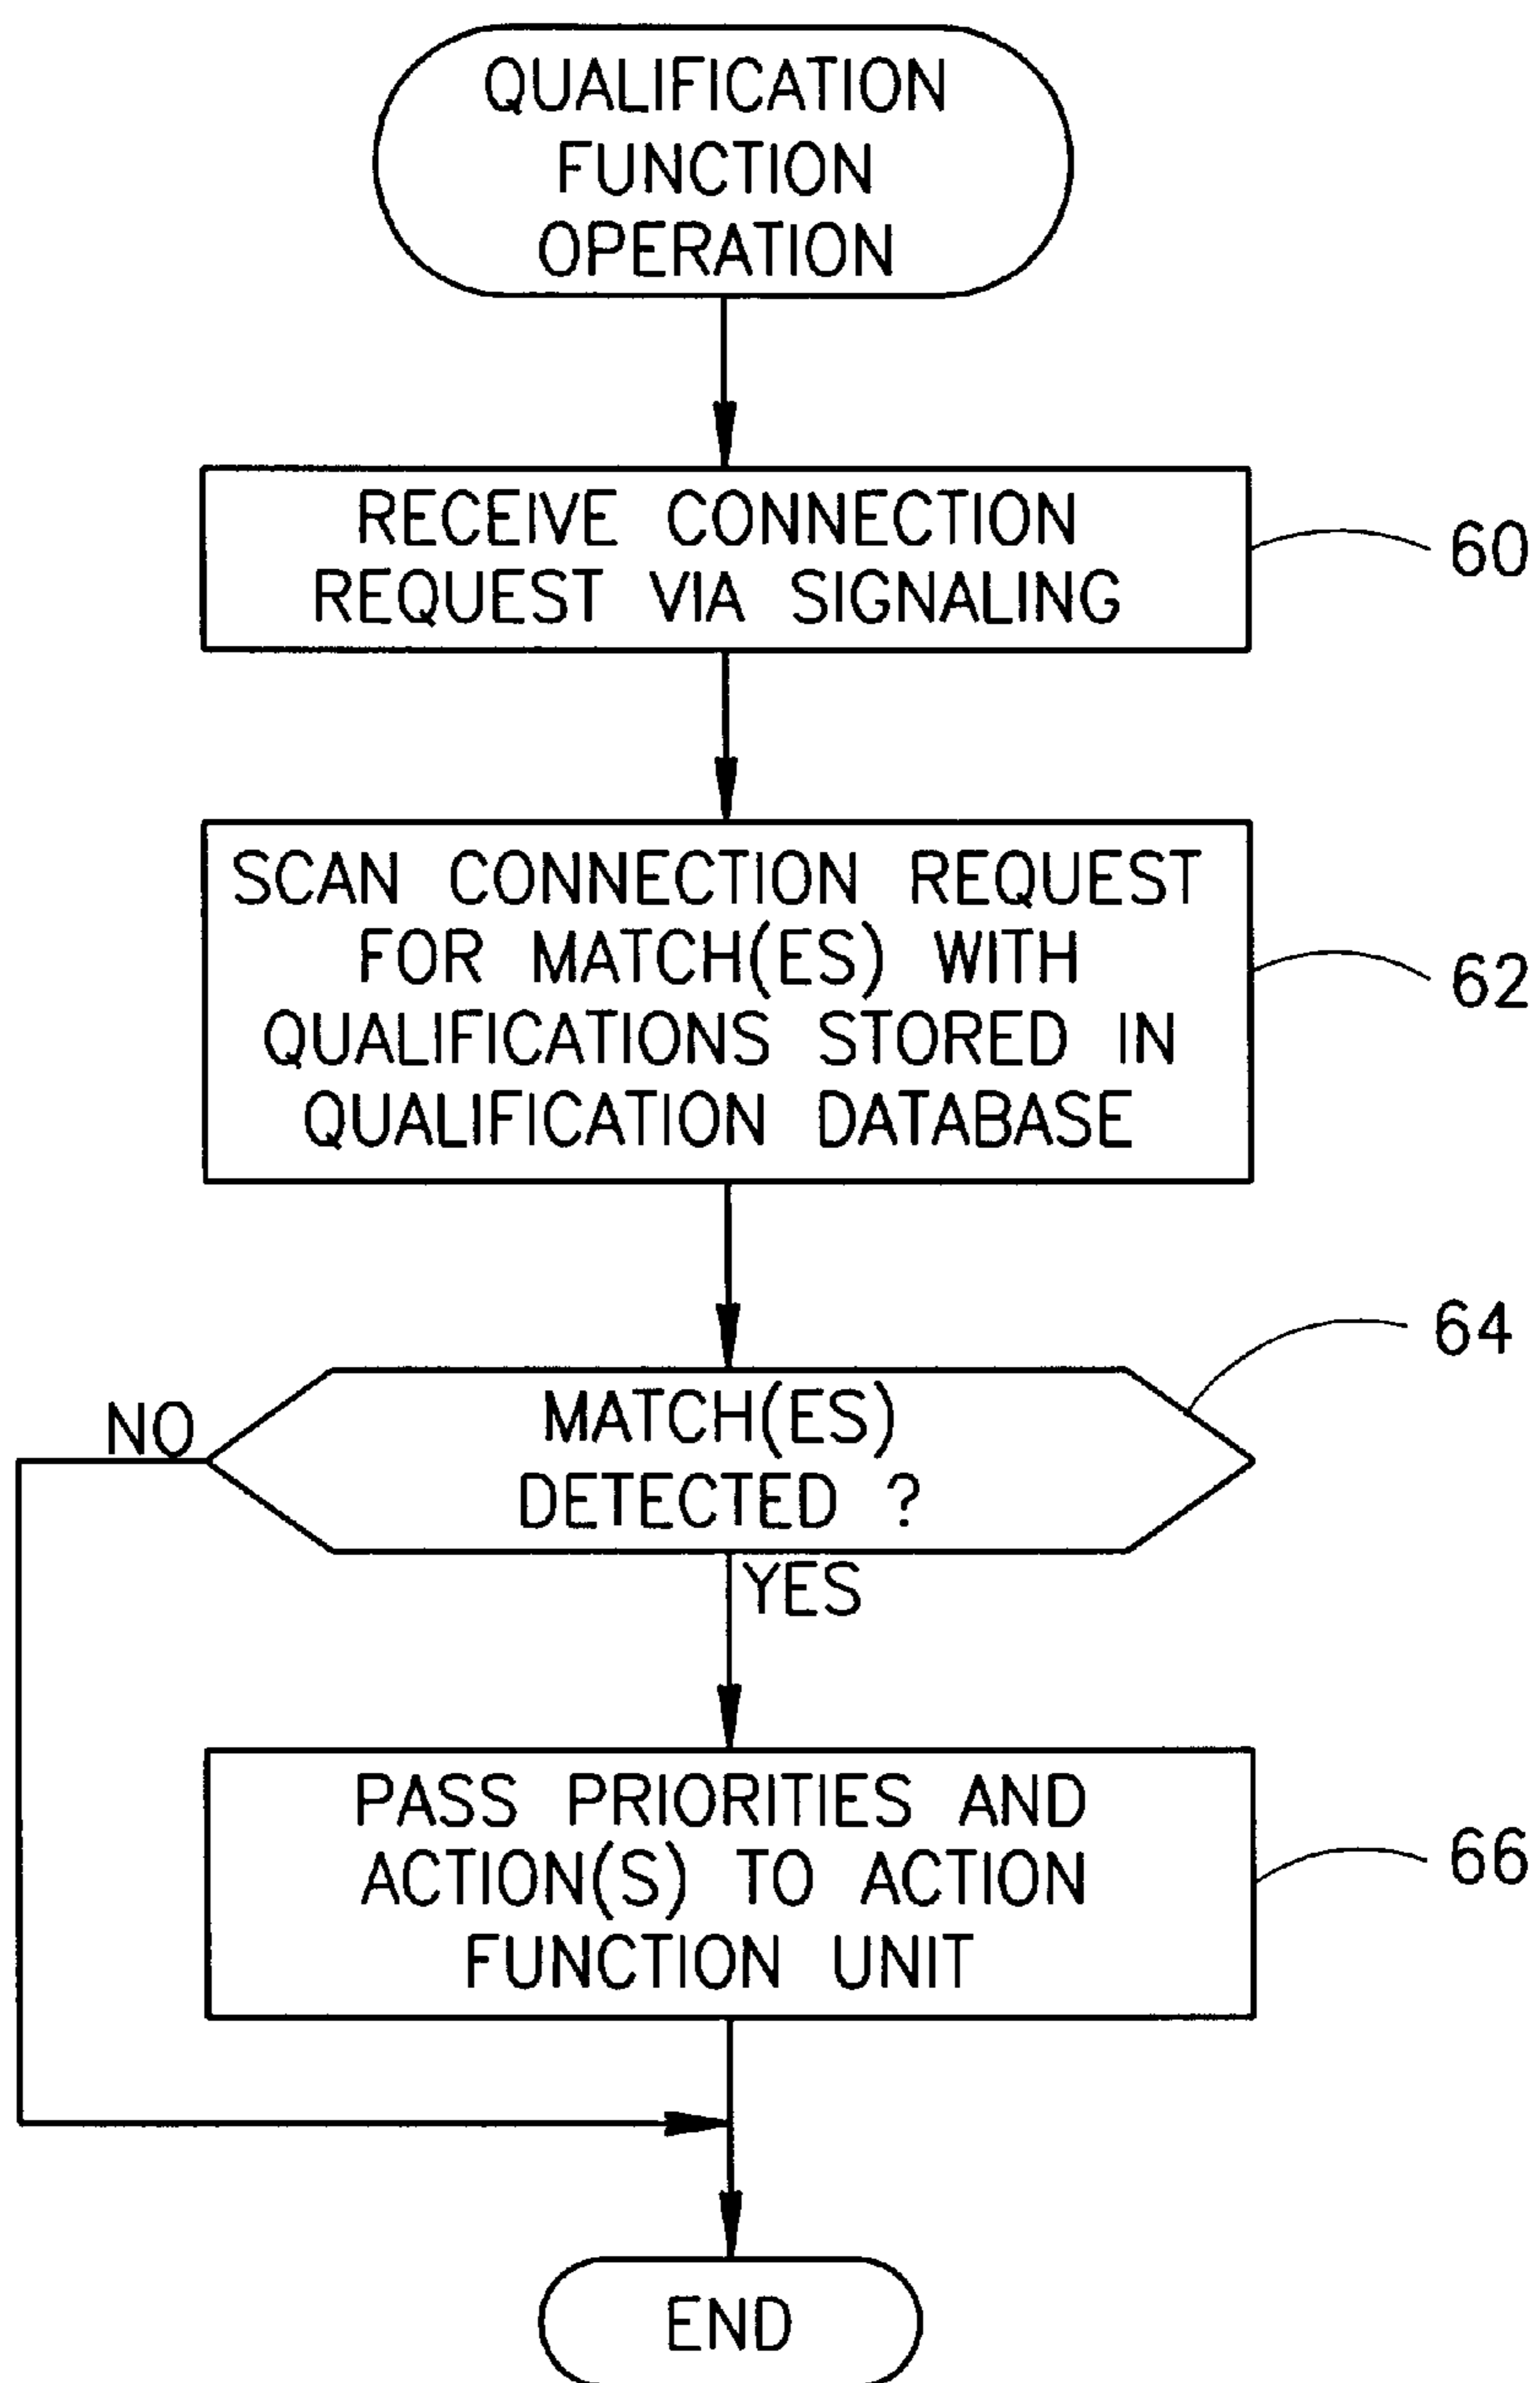 QUALIFICATION
FUNCTION
OPERATION
RECEIVE CONNECTION
REQUEST VIA SIGNALING
60
SCAN CONNECTION REQUEST
FOR MATCH(ES) WITH
QUALIFICATIONS STORED IN
QUALIFICATION DATABASE
62
64
NO
MATCH(ES)
DETECTED ?
YES
PASS PRIORITIES AND
ACTION(S) TO ACTION
FUNCTION UNIT
66
END